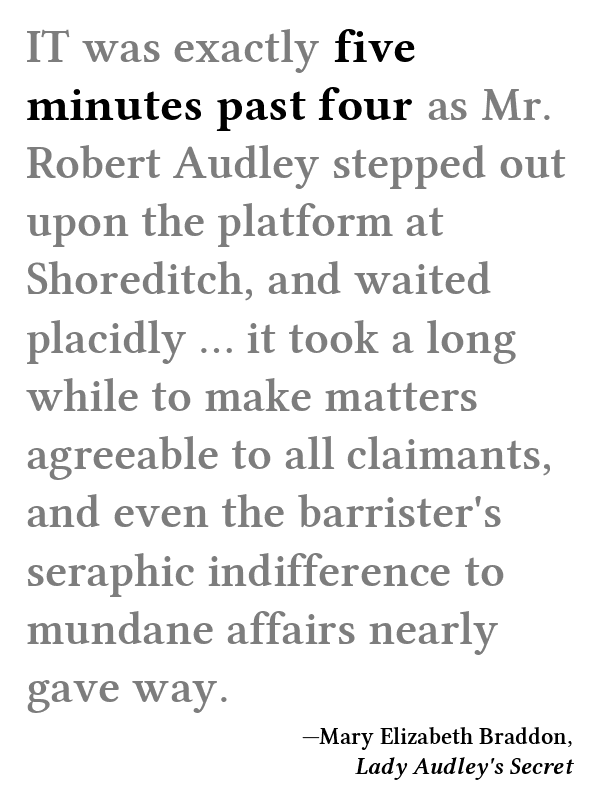 IT was exactly five
minutes past four as Mr.
Robert Audley stepped out
upon the platform at
Shoreditch, and waited
placidly ... it took a long
while to make matters
agreeable to all claimants,
and even the barrister's
seraphic indifference to
mundane affairs nearly
gave way.
—Mary Elizabeth Braddon,
Lady Audley's Secret